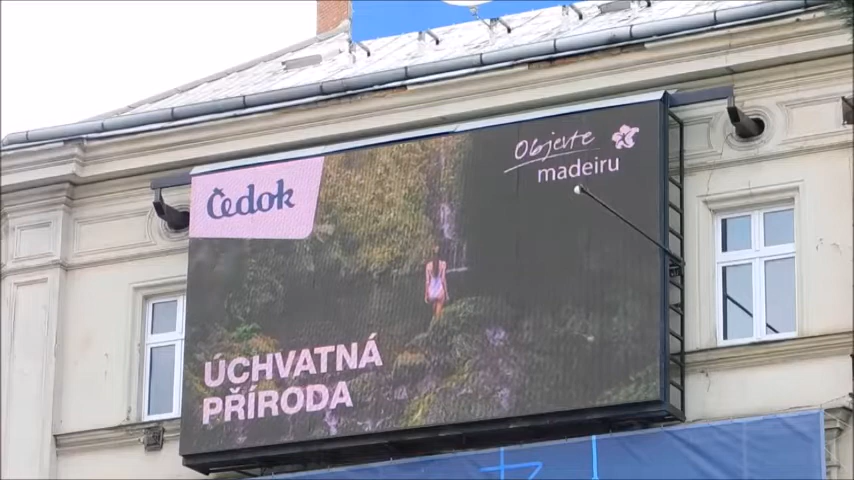 Čedok
Objevte
madeiru
ÚCHVATNÁ
PŘÍRODA